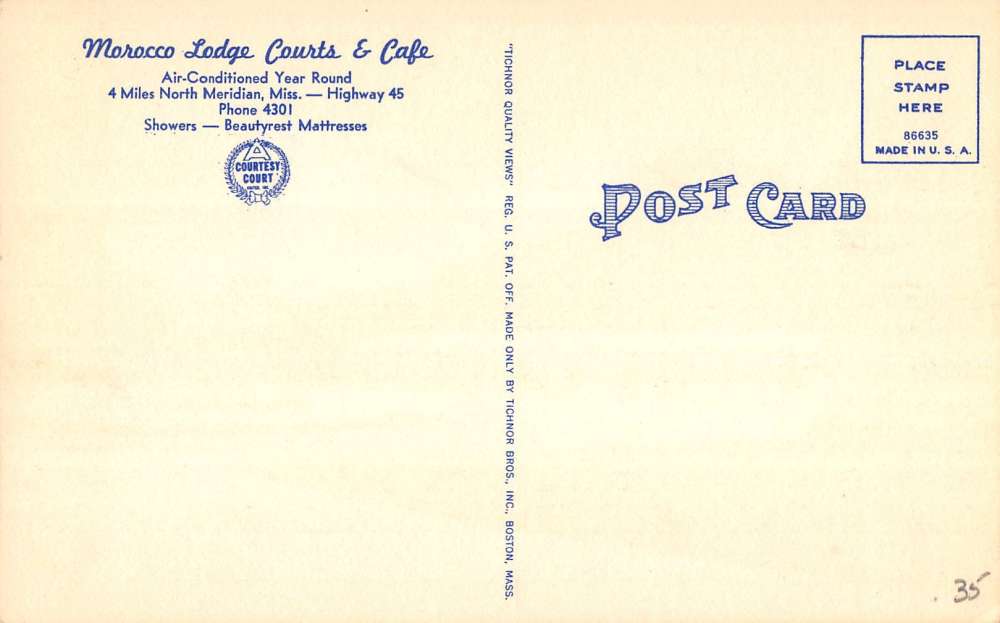 Morocco Lodge Courts & Cafe
Air-Conditioned Year Round
4 Miles North Meridian, Miss. — Highway 45
Phone 4301
Showers — Beautyrest Mattresses
COURTESY
COURT
"TICHNOR QUALITY VIEWS" REG. U. S. PAT. OFF. MADE ONLY BY TICHNOR BROS., INC., BOSTON, MASS.
PLACE
STAMP
HERE
86635
MADE IN U. S. A.
POST CARD
35